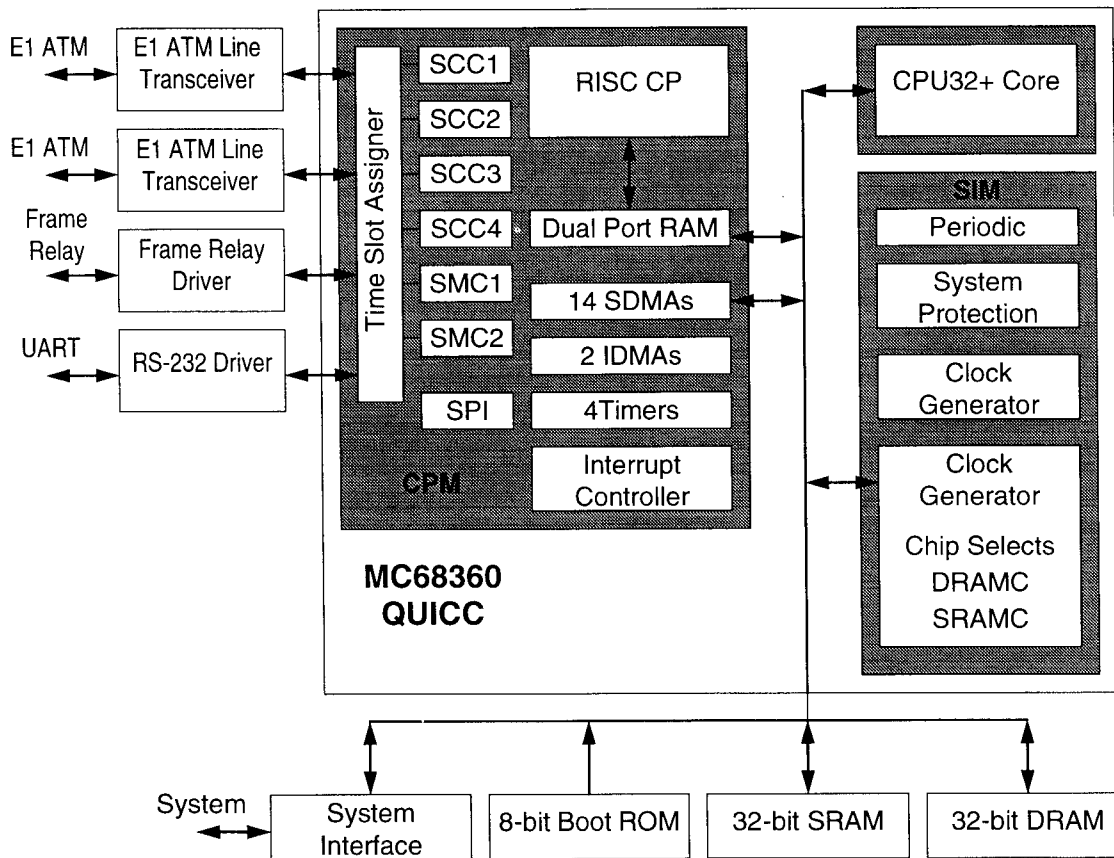 E1 ATM
E1 ATM Line
Transceiver
E1 ATM
E1 ATM Line
Transceiver
Frame
Relay
Frame Relay
Driver
UART
RS-232 Driver
Time Slot Assigner
SCC1
SCC2
SCC3
SCC4
SMC1
SMC2
SPI
CPM
RISC CP
Dual Port RAM
14 SDMAs
2 IDMAs
4Timers
Interrupt
Controller
MC68360
QUICC
CPU32+ Core
SIM
Periodic
System
Protection
Clock
Generator
Clock
Generator
Chip Selects
DRAMC
SRAMC
System
System
Interface
8-bit Boot ROM
32-bit SRAM
32-bit DRAM